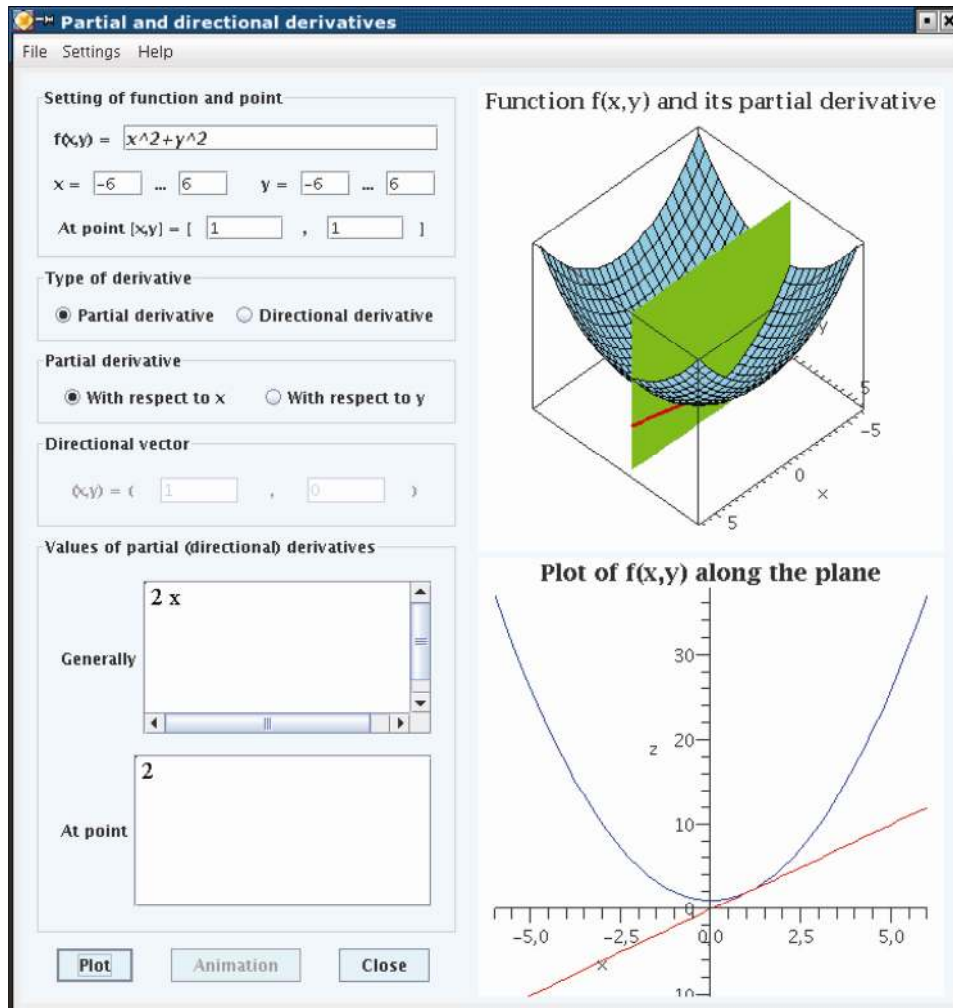 Partial and directional derivatives
File Settings Help
Setting of function and point
f(x,y) = x^2+y^2
x = -6 ... 6 y = -6 ... 6
At point [x,y] = [ 1 , 1 ]
Type of derivative
Partial derivative Directional derivative
Partial derivative
With respect to x With respect to y
Directional vector
(x,y) = ( 1 , 0 )
Values of partial (directional) derivatives
Generally
2 x
At point
2
Plot Animation Close
Function f(x,y) and its partial derivative
y
5
-5
0
x
5
Plot of f(x,y) along the plane
30
z
20
10
0
-5,0 -2,5 0,0 2,5 5,0
x
10